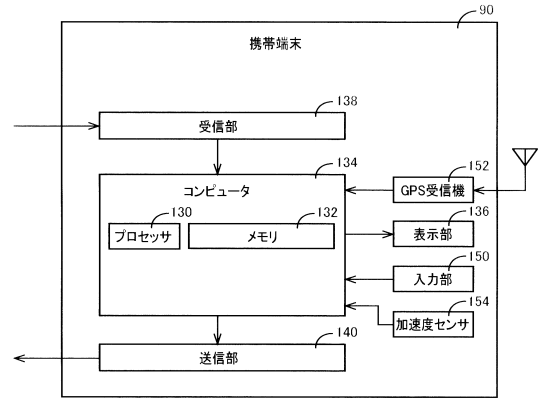 90
携帯端末
138
受信部
134
コンピュータ
152
GPS受信機
130
プロセッサ
132
メモリ
136
表示部
150
入力部
154
加速度センサ
140
送信部